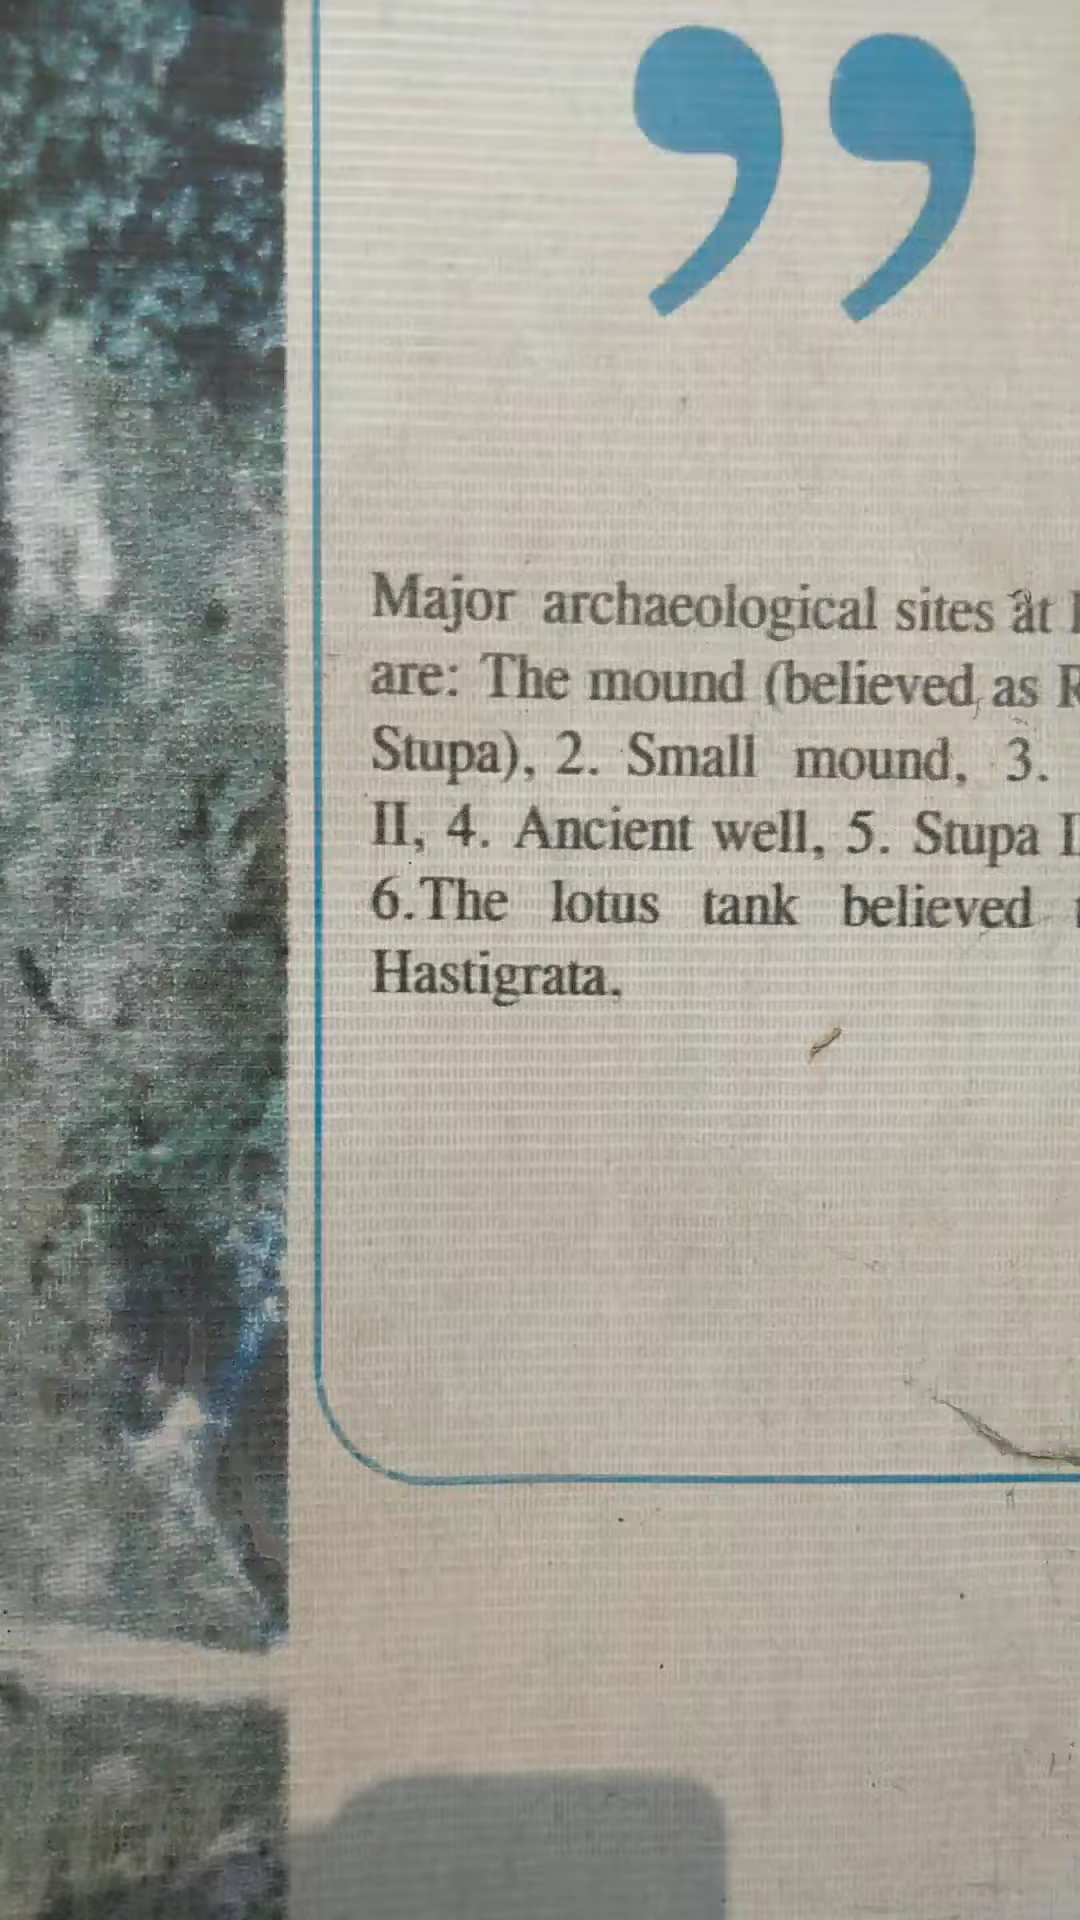 ”
Major archaeological sites at
are: The mound (believed as
Stupa), 2. Small mound, 3.
II, 4. Ancient well, 5. Stupa
6.The lotus tank believed
Hastigrata.